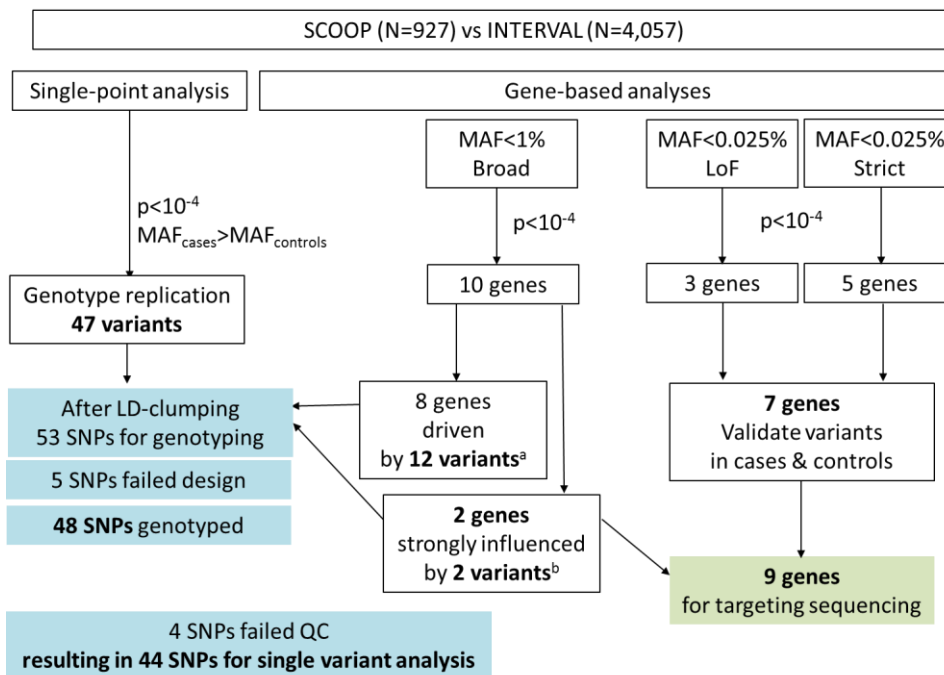 SCOOP (N=927) vs INTERVAL (N=4,057)
Single-point analysis
Gene-based analyses
MAF<1%
Broad
MAF<0.025%
LoF
MAF<0.025%
Strict
p<10⁻⁴
MAFcases>MAFcontrols
p<10⁻⁴
p<10⁻⁴
Genotype replication
47 variants
10 genes
3 genes
5 genes
After LD-clumping
53 SNPs for genotyping
5 SNPs failed design
48 SNPs genotyped
8 genes
driven
by 12 variantsᵃ
7 genes
Validate variants
in cases & controls
2 genes
strongly influenced
by 2 variantsᵇ
9 genes
for targeting sequencing
4 SNPs failed QC
resulting in 44 SNPs for single variant analysis